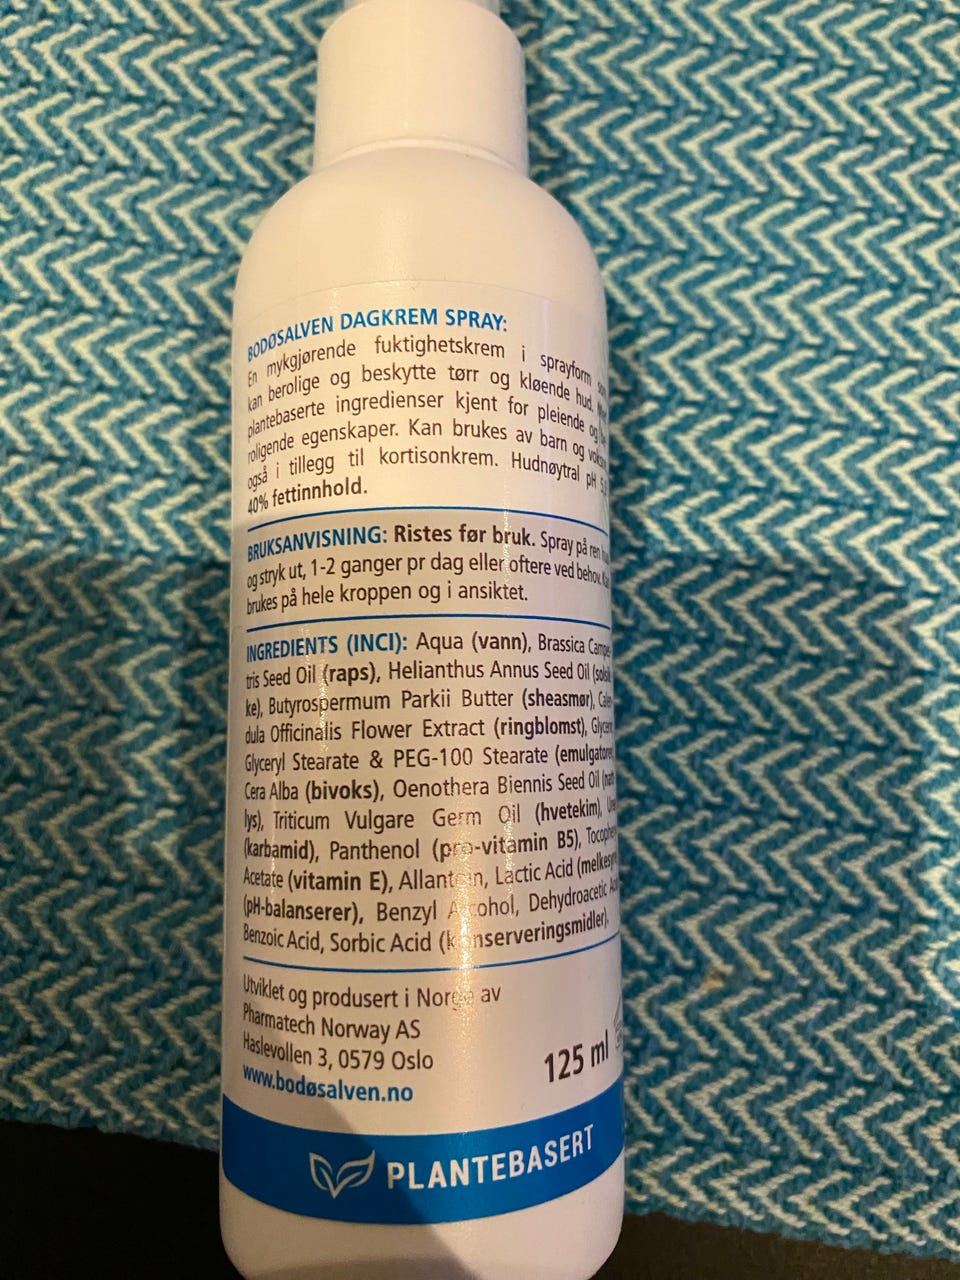 BODØSALVEN DAGKREM SPRAY:
En mykgjørende fuktighetskrem i sprayform
kan berolige og beskytte tørr og kløende hud.
plantebaserte ingredienser kjent for pleiende og
roligende egenskaper. Kan brukes av barn og
også i tillegg til kortisonkrem. Hudnøytral pH
40% fettinnhold.
BRUKSANVISNING: Ristes før bruk. Spray på ren
og stryk ut, 1-2 ganger pr dag eller oftere ved behov.
brukes på hele kroppen og i ansiktet.
INGREDIENTS (INCI): Aqua (vann), Brassica
tris Seed Oil (raps), Helianthus Annus Seed Oil
ke), Butyrospermum Parkii Butter (sheasmør),
dula Officinalis Flower Extract (ringblomst),
Glyceryl Stearate & PEG-100 Stearate
Cera Alba (bivoks), Oenothera Biennis Seed Oil
lys), Triticum Vulgare Germ Oil (hvetekim),
(karbamid), Panthenol (pro-vitamin B5),
Acetate (vitamin E), Allantoin, Lactic Acid
(pH-balanserer), Benzyl Alcohol, Dehydroacetic
Benzoic Acid, Sorbic Acid (konserveringsmidler).
Utviklet og produsert i Norge av
Pharmatech Norway AS
Haslevollen 3, 0579 Oslo
www.bodøsalven.no
125 ml
PLANTEBASERT